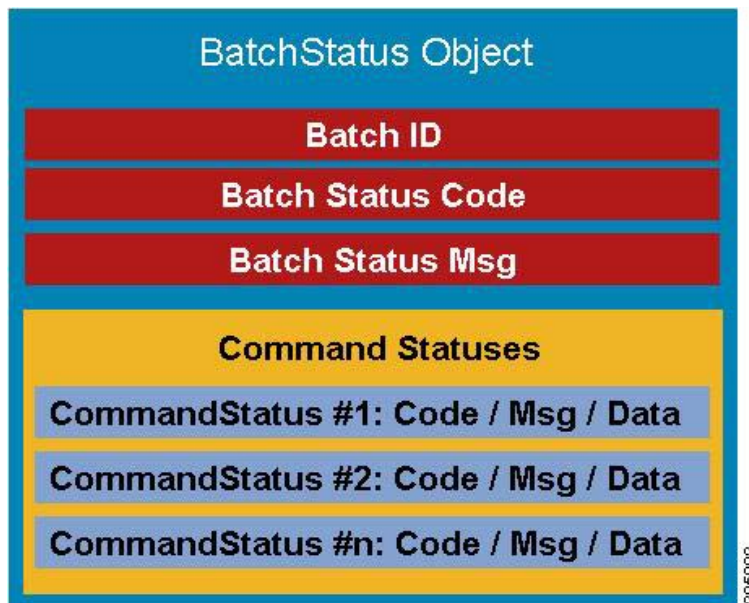 BatchStatus Object
Batch ID
Batch Status Code
Batch Status Msg
Command Statuses
CommandStatus #1: Code / Msg / Data
CommandStatus #2: Code / Msg / Data
CommandStatus #n: Code / Msg / Data